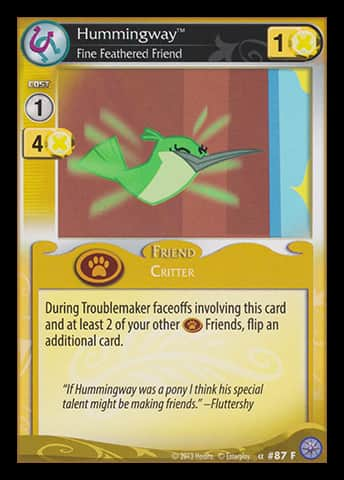 Hummingway™
Fine Feathered Friend
1
COST
1
4
FRIEND
CRITTER
During Troublemaker faceoffs involving this card
and at least 2 of your other Friends, flip an
additional card.
"If Hummingway was a pony I think his special
talent might be making friends." –Fluttershy
© 2013 Hasbro. © Enterplay. α #87 F